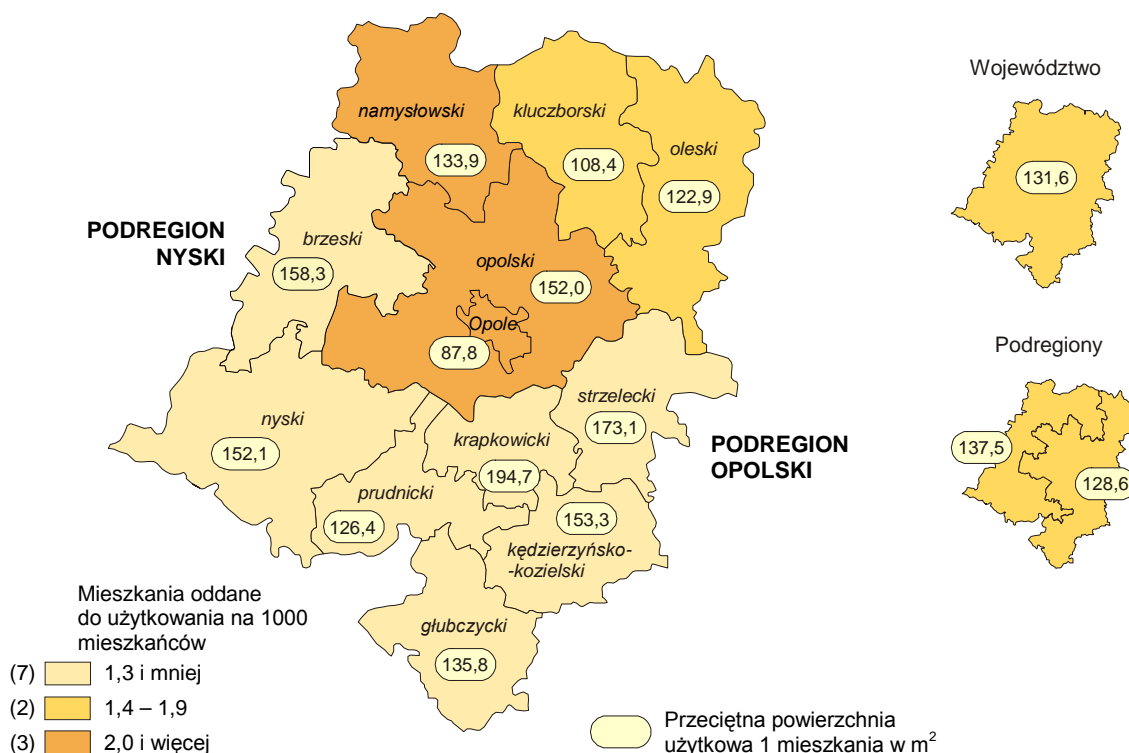 Województwo
131,6
namysłowski
133,9
kluczborski
108,4
oleski
122,9
PODREGION
NYSKI
brzeski
158,3
opolski
152,0
Opole
87,8
Podregiony
137,5
128,6
strzelecki
173,1
nyski
152,1
krapkowicki
194,7
PODREGION
OPOLSKI
prudnicki
126,4
153,3
kędzierzyńsko-
-kozielski
głubczycki
135,8
Mieszkania oddane
do użytkowania na 1000
mieszkańców
(7) 1,3 i mniej
(2) 1,4 – 1,9
(3) 2,0 i więcej
Przeciętna powierzchnia
użytkowa 1 mieszkania w m²